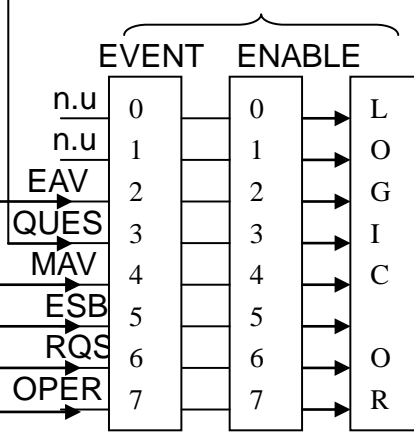 EVENT ENABLE
n.u 0 0 L
n.u 1 1 O
EAV 2 2 G
QUES 3 3 I
MAV 4 4 C
ESB 5 5
RQS 6 6 O
OPER 7 7 R